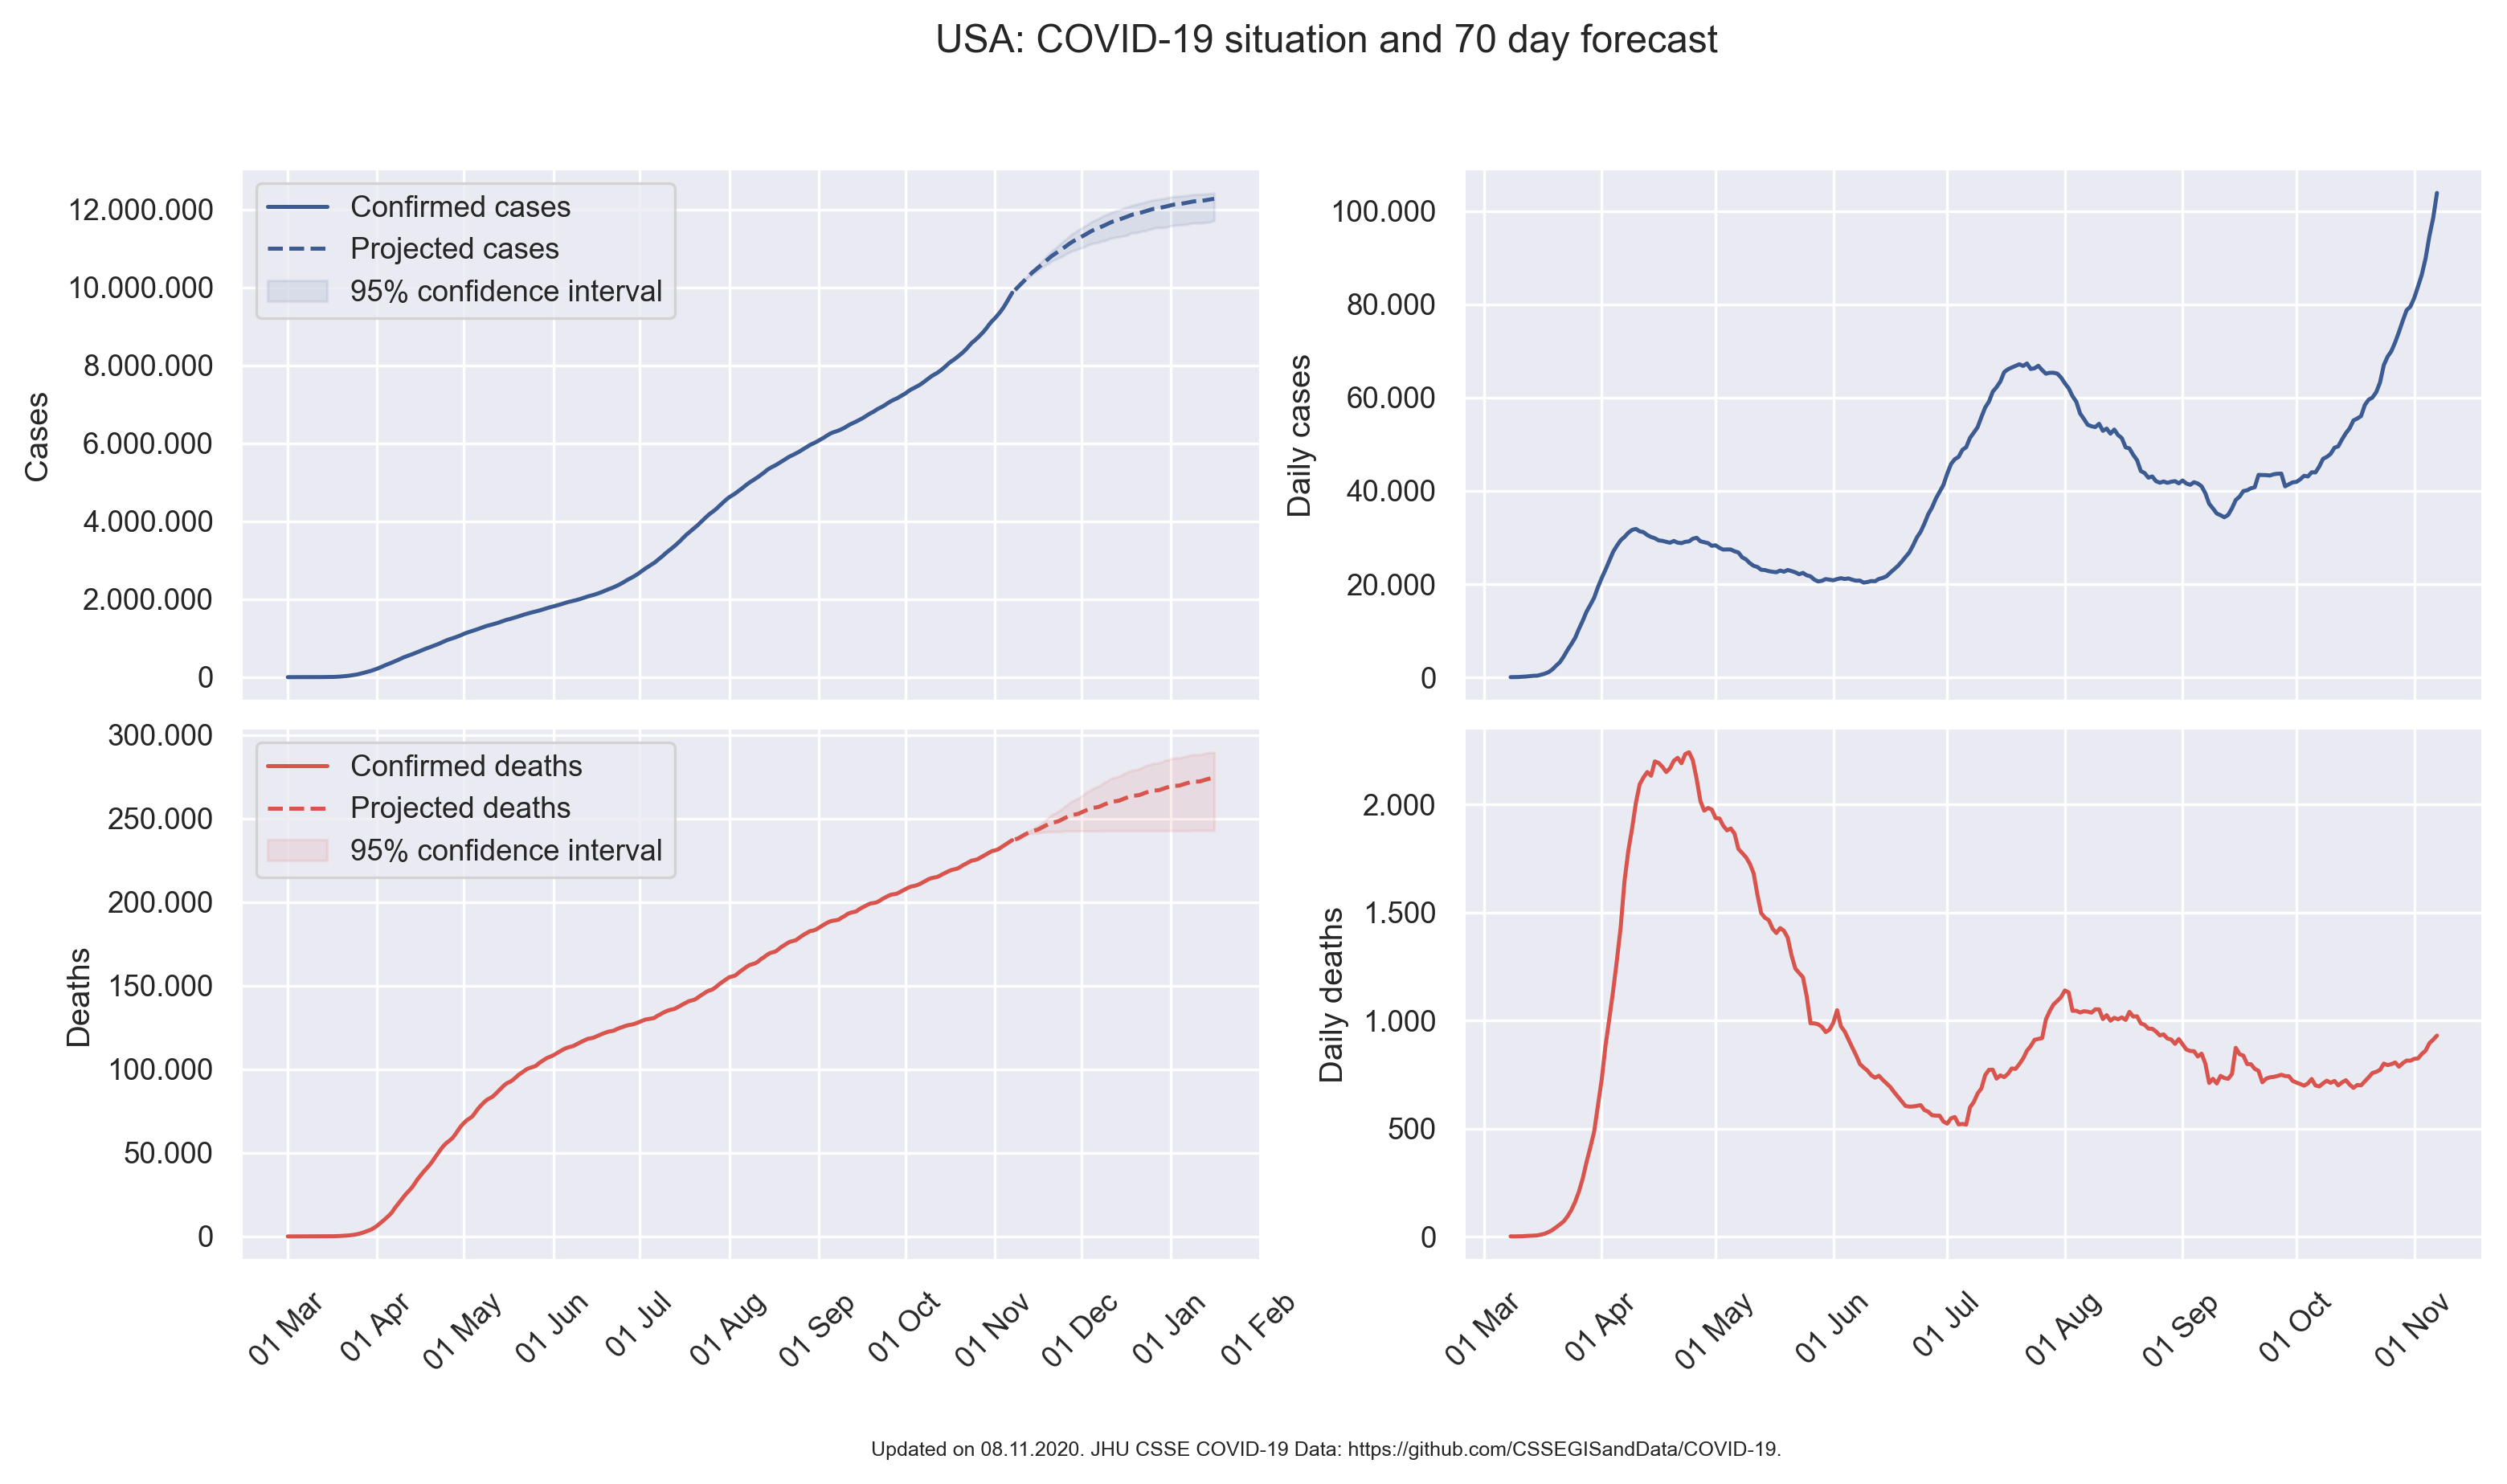 USA: COVID-19 situation and 70 day forecast
Cases
12.000.000
10.000.000
8.000.000
6.000.000
4.000.000
2.000.000
0
Confirmed cases
Projected cases
95% confidence interval
Daily cases
100.000
80.000
60.000
40.000
20.000
0
Deaths
300.000
250.000
200.000
150.000
100.000
50.000
0
Confirmed deaths
Projected deaths
95% confidence interval
01 Mar
01 Apr
01 May
01 Jun
01 Jul
01 Aug
01 Sep
01 Oct
01 Nov
01 Dec
01 Jan
01 Feb
Daily deaths
2.000
1.500
1.000
500
0
01 Mar
01 Apr
01 May
01 Jun
01 Jul
01 Aug
01 Sep
01 Oct
01 Nov
Updated on 08.11.2020. JHU CSSE COVID-19 Data: https://github.com/CSSEGISandData/COVID-19.